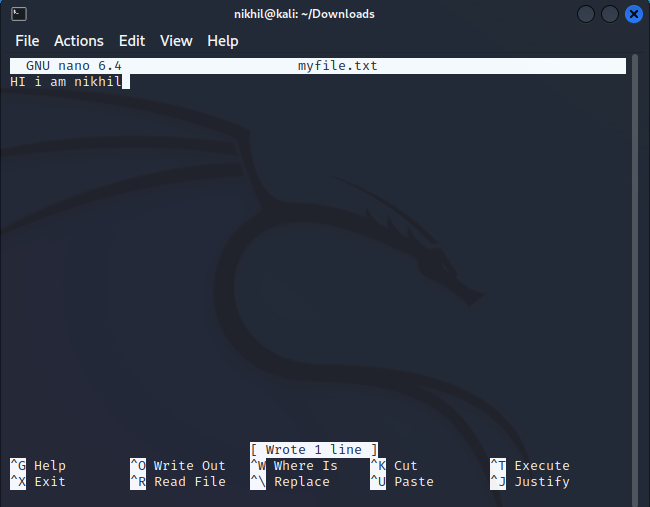 nikhil@kali: ~/Downloads
File Actions Edit View Help
GNU nano 6.4 myfile.txt
HI i am nikhil
[ Wrote 1 line ]
^G Help ^O Write Out ^W Where Is ^K Cut ^T Execute
^X Exit ^R Read File ^\ Replace ^U Paste ^J Justify